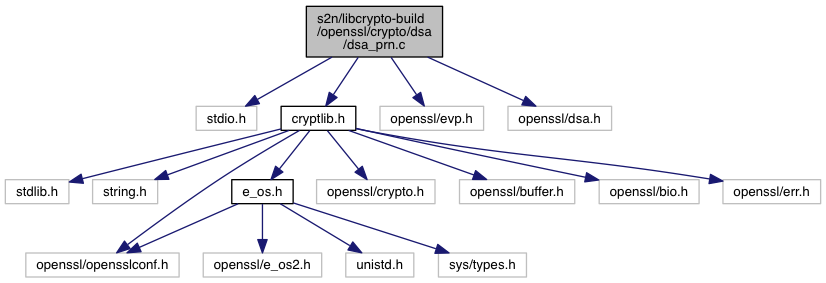 s2n/libcrypto-build
/openssl/crypto/dsa
/dsa_prn.c
stdio.h
cryptlib.h
openssl/evp.h
openssl/dsa.h
stdlib.h
string.h
e_os.h
openssl/crypto.h
openssl/buffer.h
openssl/bio.h
openssl/err.h
openssl/opensslconf.h
openssl/e_os2.h
unistd.h
sys/types.h